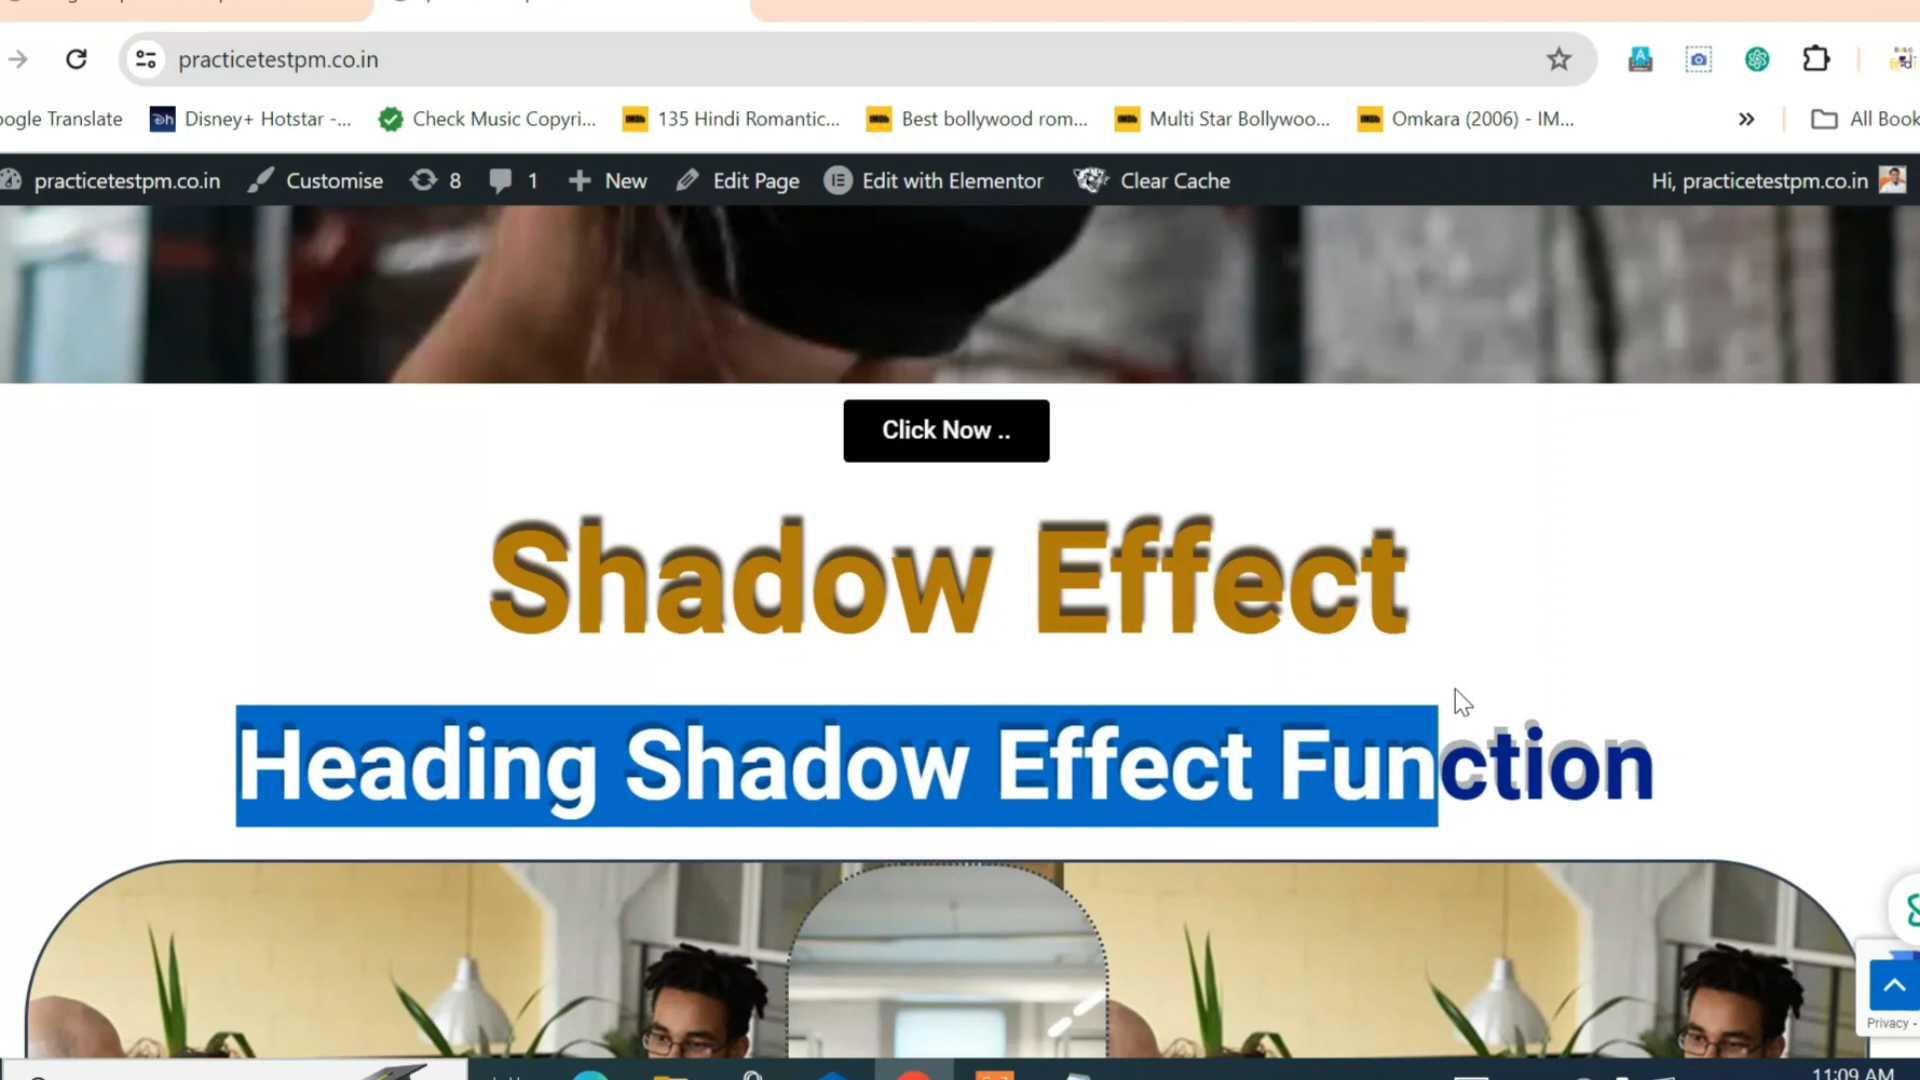 practicetestpm.co.in
oogle Translate Disney+ Hotstar -... Check Music Copyri... 135 Hindi Romantic... Best bollywood rom... Multi Star Bollywoo... Omkara (2006) - IM... » All Book
practicetestpm.co.in Customise 8 1 New Edit Page Edit with Elementor Clear Cache Hi, practicetestpm.co.in
Click Now ..
Shadow Effect
Heading Shadow Effect Function
Privacy -
11:09 AM